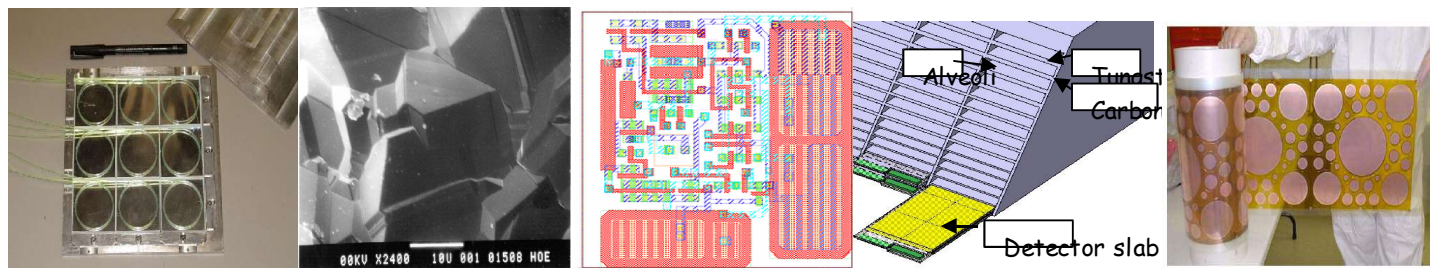 00KV X2400 10U 001 01508 HOE
Alveoli
Tungst
Carbon
Detector slab